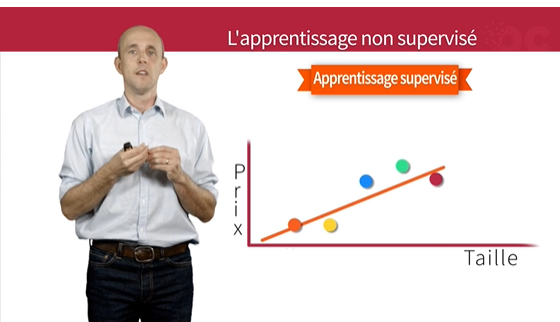 L'apprentissage non supervisé
Apprentissage supervisé
Prix
Taille